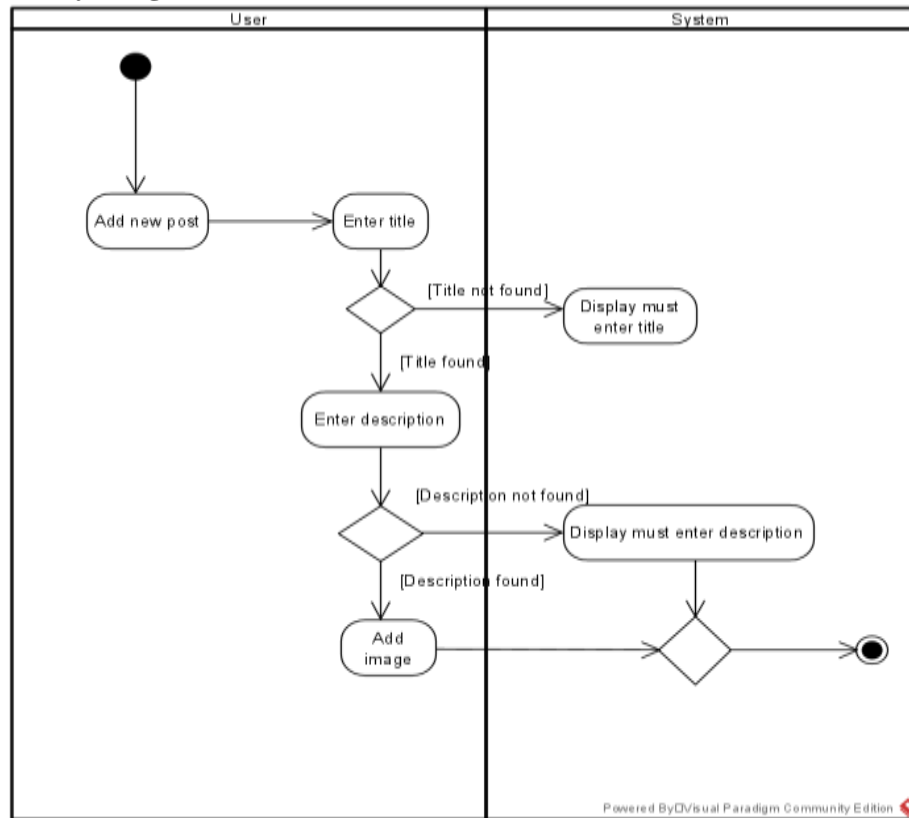 User
System
Add new post
Enter title
[Title not found]
Display must
enter title
[Title found]
Enter description
[Description not found]
Display must enter description
[Description found]
Add
image
Powered By Visual Paradigm Community Edition